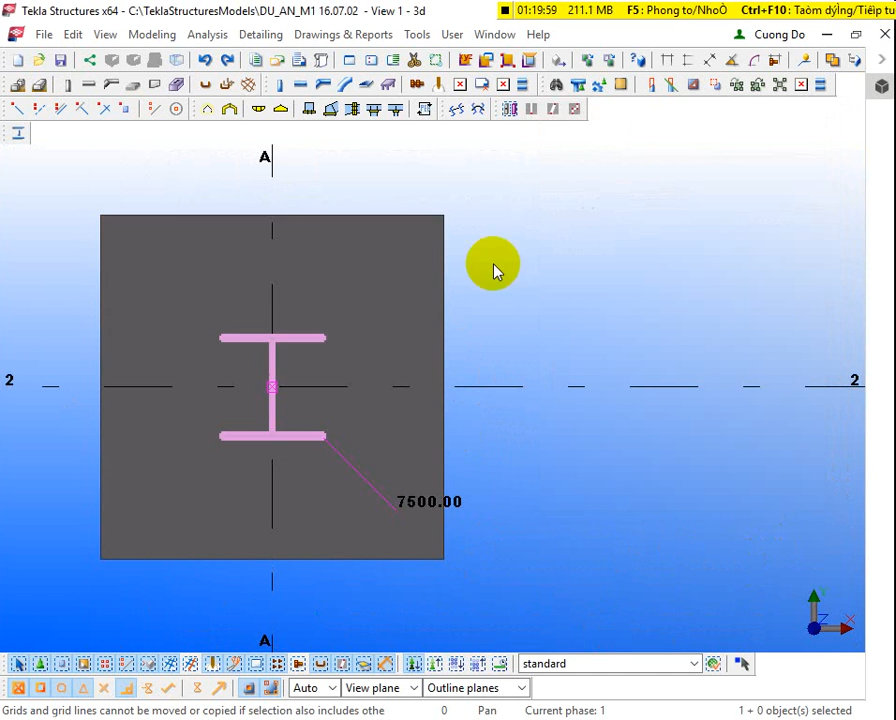 Tekla Structures x64 - C:\TeklaStructuresModels\DU_AN_M1 16.07.02 - View 1 - 3d
01:19:59 211.1 MB F5 : Phong to/NhoÒ Ctrl+F10 : Taòm dýÌng/Tiêìp tu
File Edit View Modeling Analysis Detailing Drawings & Reports Tools User Window Help Cuong Do
A
2
2
7500.00
A
Y
Z
X
standard
Auto View plane Outline planes
Grids and grid lines cannot be moved or copied if selection also includes othe 0 Pan Current phase: 1 1 + 0 object(s) selected